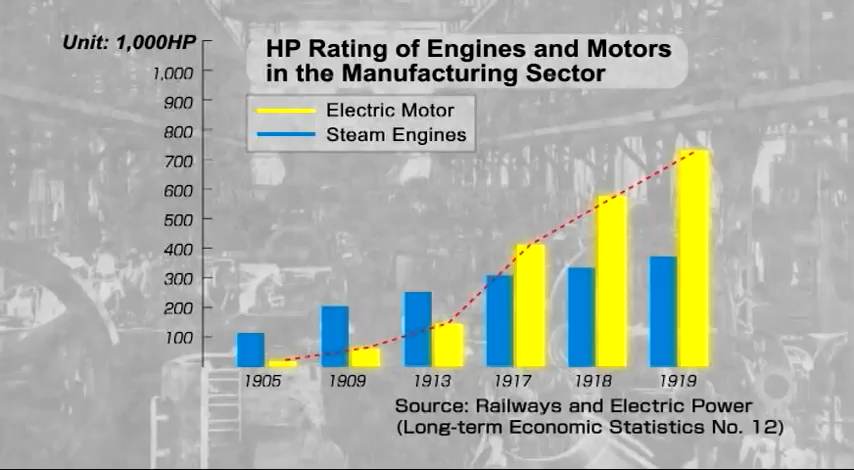 Unit: 1,000HP
HP Rating of Engines and Motors
in the Manufacturing Sector
Electric Motor
Steam Engines
1,000
900
800
700
600
500
400
300
200
100
1905
1909
1913
1917
1918
1919
Source: Railways and Electric Power
(Long-term Economic Statistics No. 12)